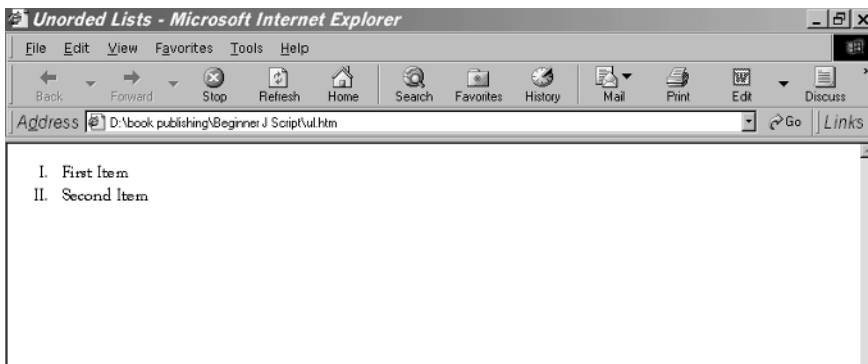 Unorded Lists - Microsoft Internet Explorer
File Edit View Favorites Tools Help
Back Forward Stop Refresh Home Search Favorites History Mail Print Edit Discuss
Address D:\book publishing\Beginner J Script\ul.htm Go Links
I. First Item
II. Second Item